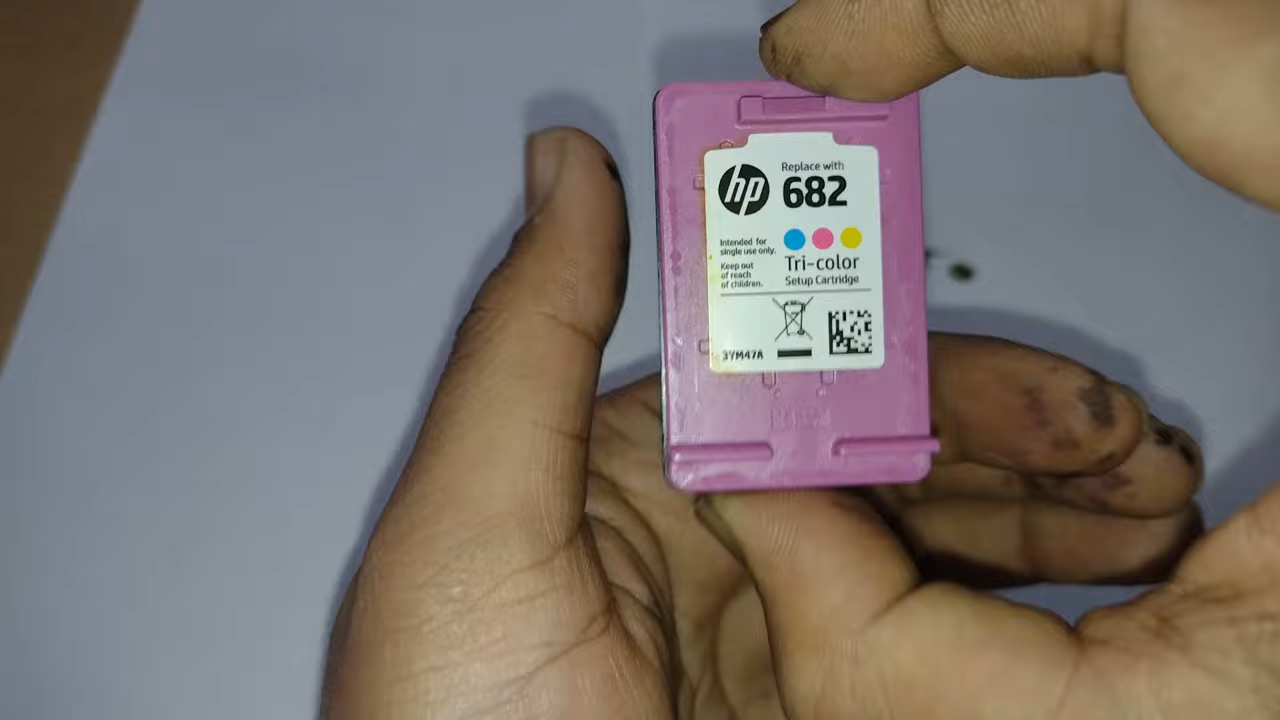 hp
Replace with
682
Intended for
single use only.
Keep out
of reach
of children.
Tri-color
Setup Cartridge
3YM47A